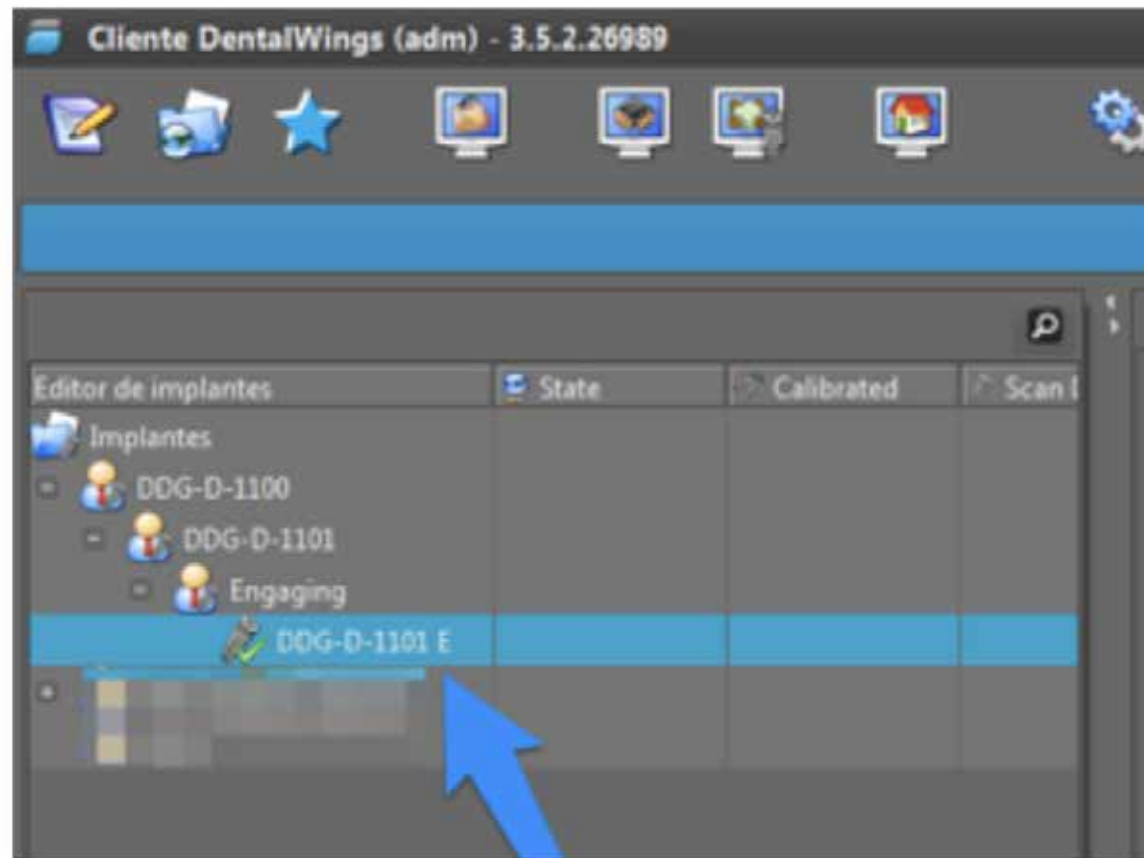 Cliente DentalWings (adm) - 3.5.2.26989
Editor de implantes State Calibrated Scan
Implantes
DDG-D-1100
DDG-D-1101
Engaging
DDG-D-1101 E